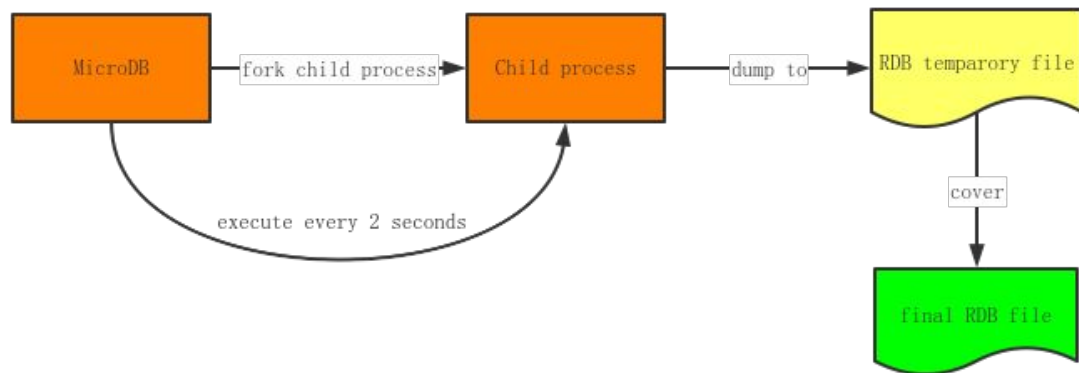 MicroDB
fork child process
Child process
dump to
RDB temparory file
execute every 2 seconds
cover
final RDB file